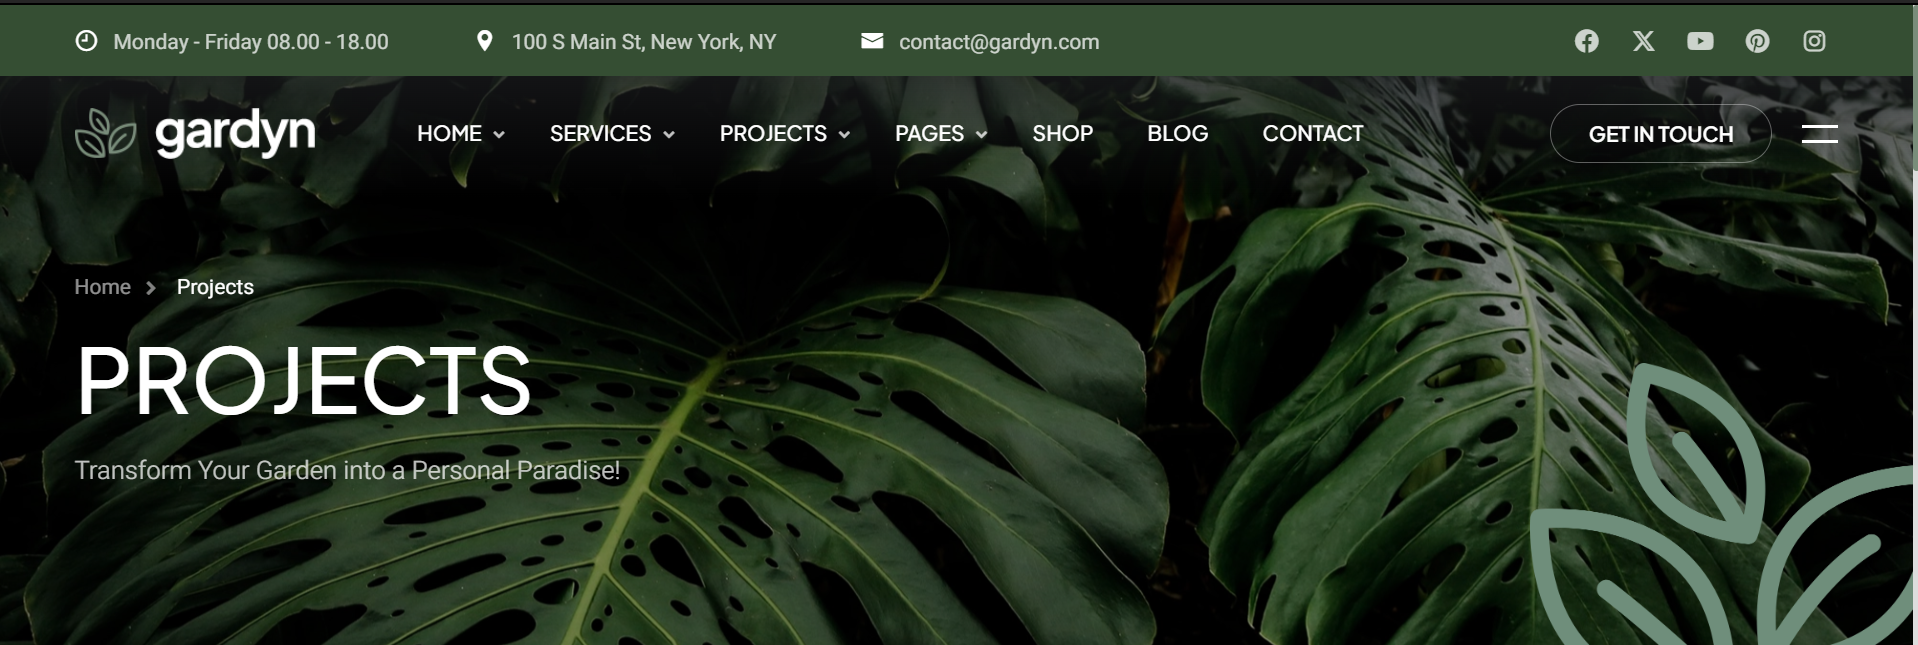 Monday - Friday 08.00 - 18.00
100 S Main St, New York, NY
contact@gardyn.com
gardyn
HOME
SERVICES
PROJECTS
PAGES
SHOP
BLOG
CONTACT
GET IN TOUCH
Home
Projects
PROJECTS
Transform Your Garden into a Personal Paradise!